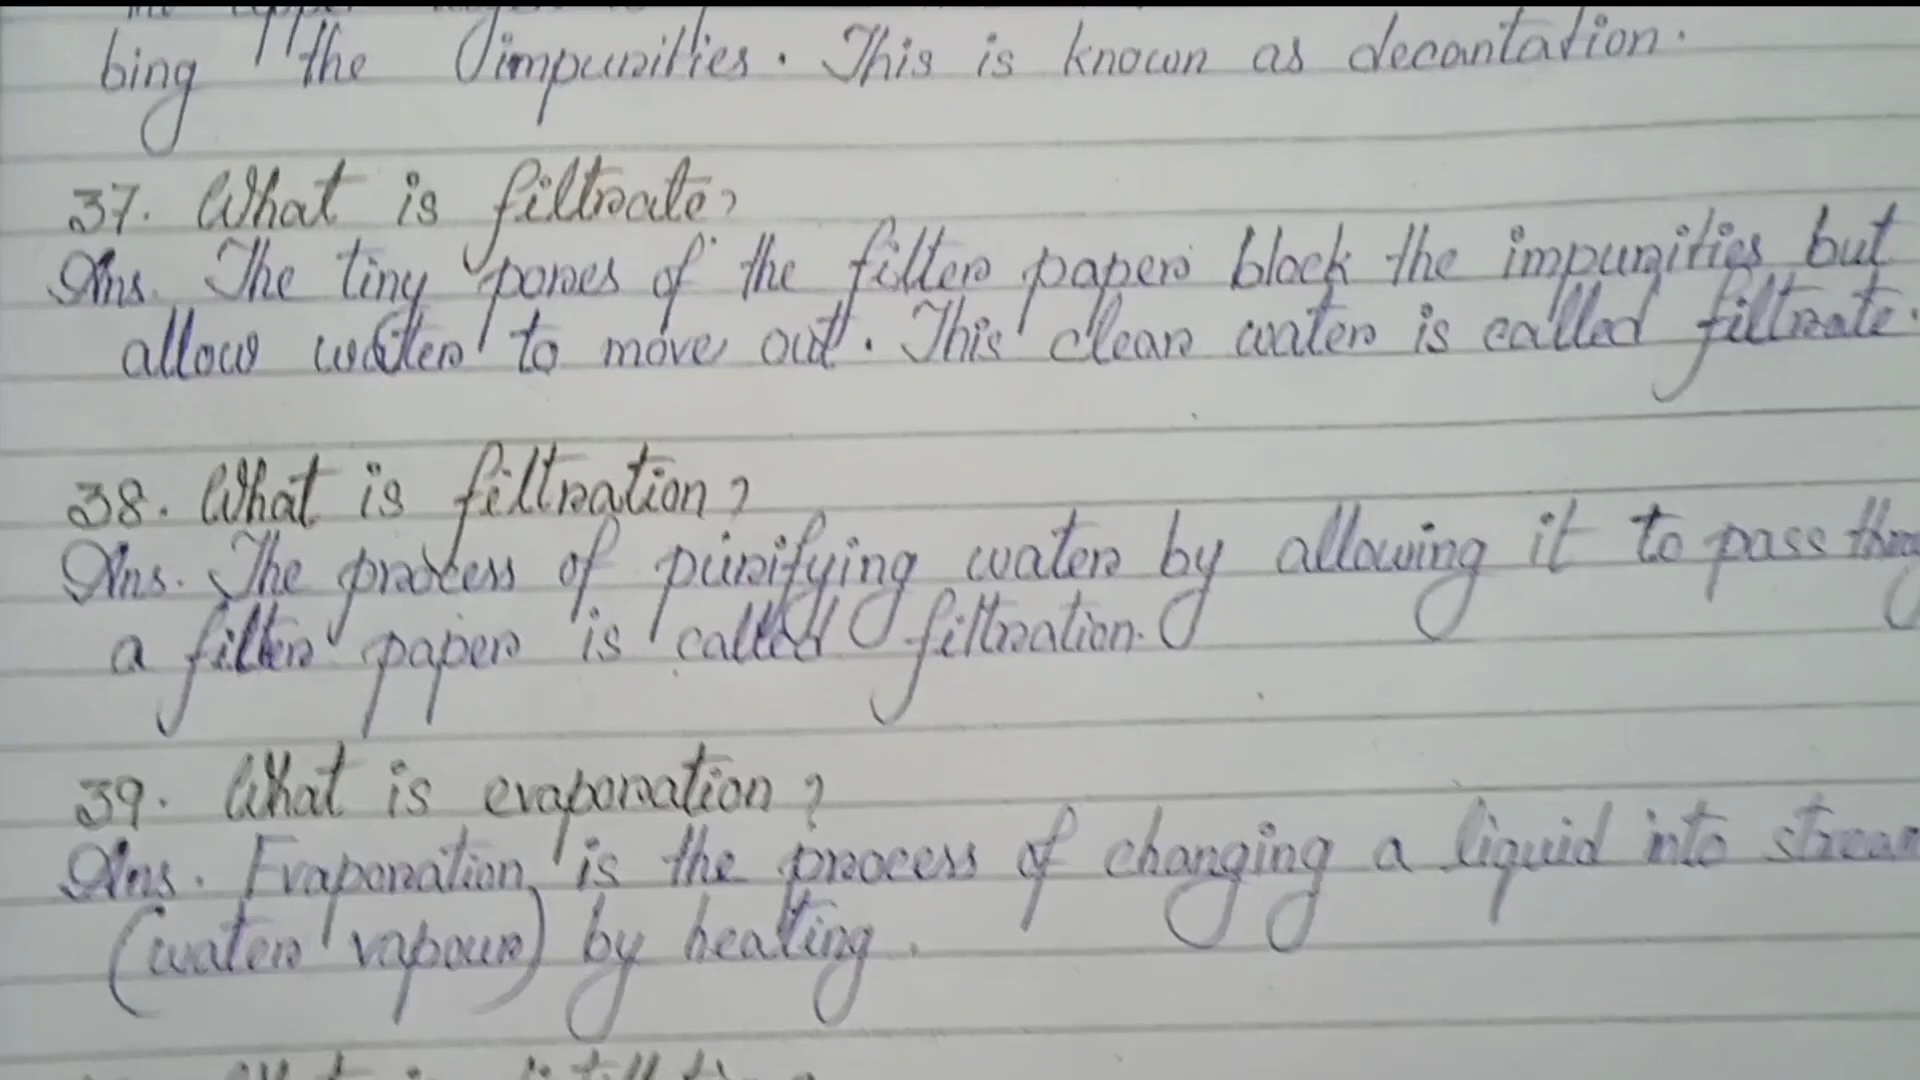 bing the impurities. This is known as decantation.
37. What is filtrate?
Ans. The tiny pores of the filter paper block the impurities but
allow water to move out. This clean water is called filtrate.
38. What is filtration?
Ans. The process of purifying water by allowing it to pass
a filter paper is called filtration.
39. What is evaporation?
Ans. Evaporation is the process of changing a liquid into
(water vapour) by heating.